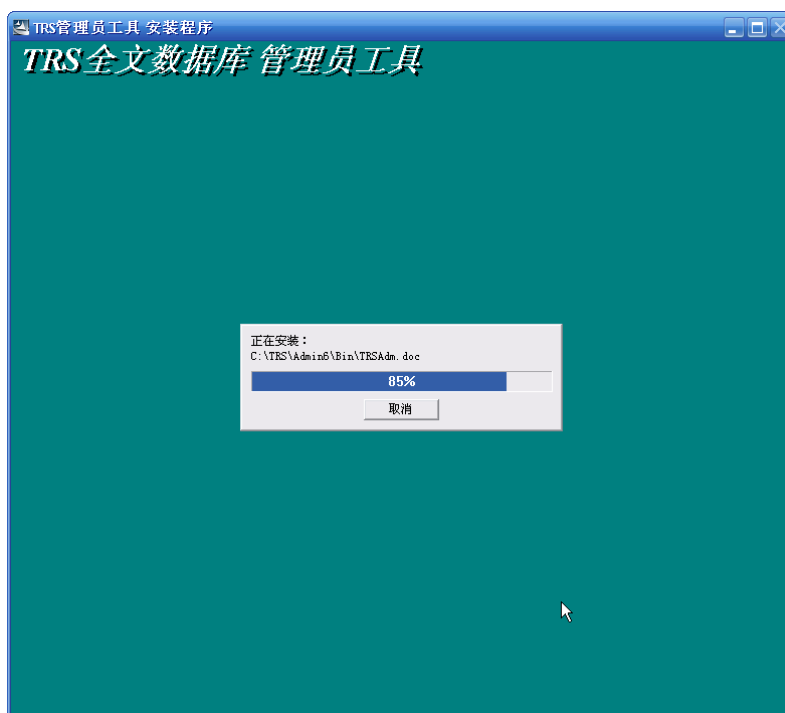 TRS管理员工具 安装程序
TRS全文数据库 管理员工具
正在安装：
C:\TRS\Admin6\Bin\TRSAdm.doc
85%
取消